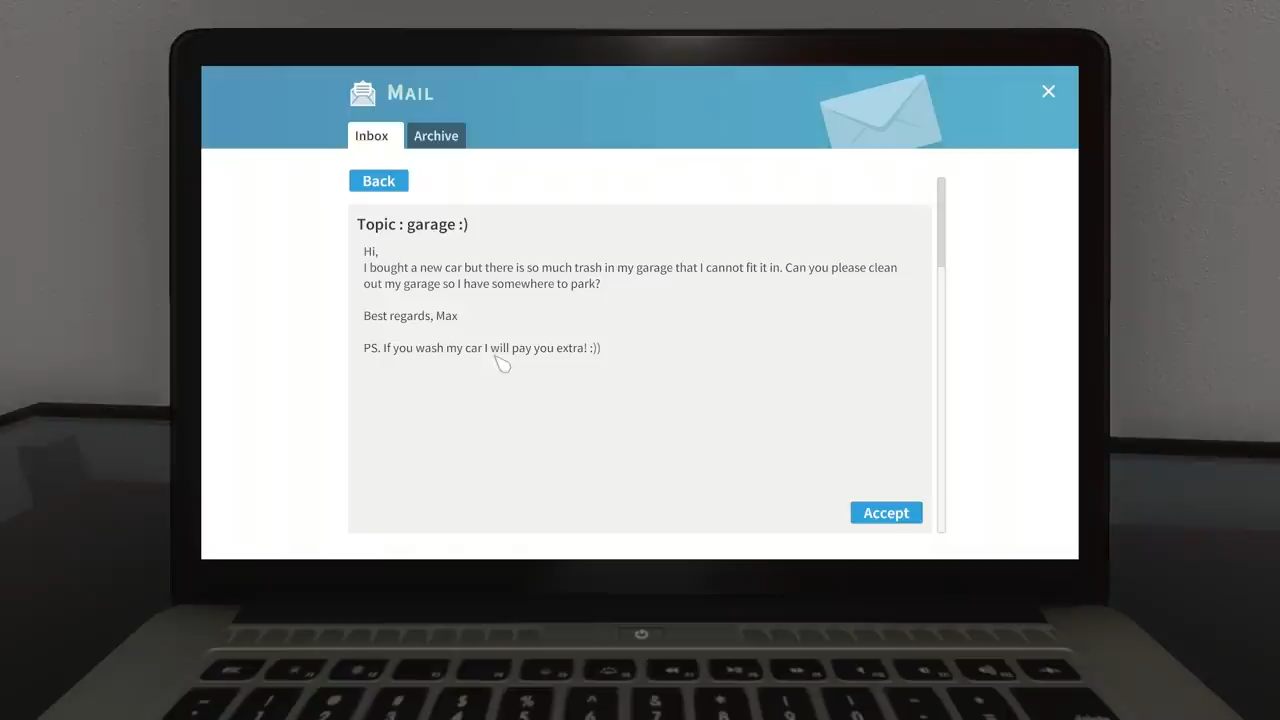 MAIL
Inbox
Archive
Back
Topic : garage :)
Hi,
I bought a new car but there is so much trash in my garage that I cannot fit it in. Can you please clean
out my garage so I have somewhere to park?
Best regards, Max
PS. If you wash my car I will pay you extra! :))
Accept